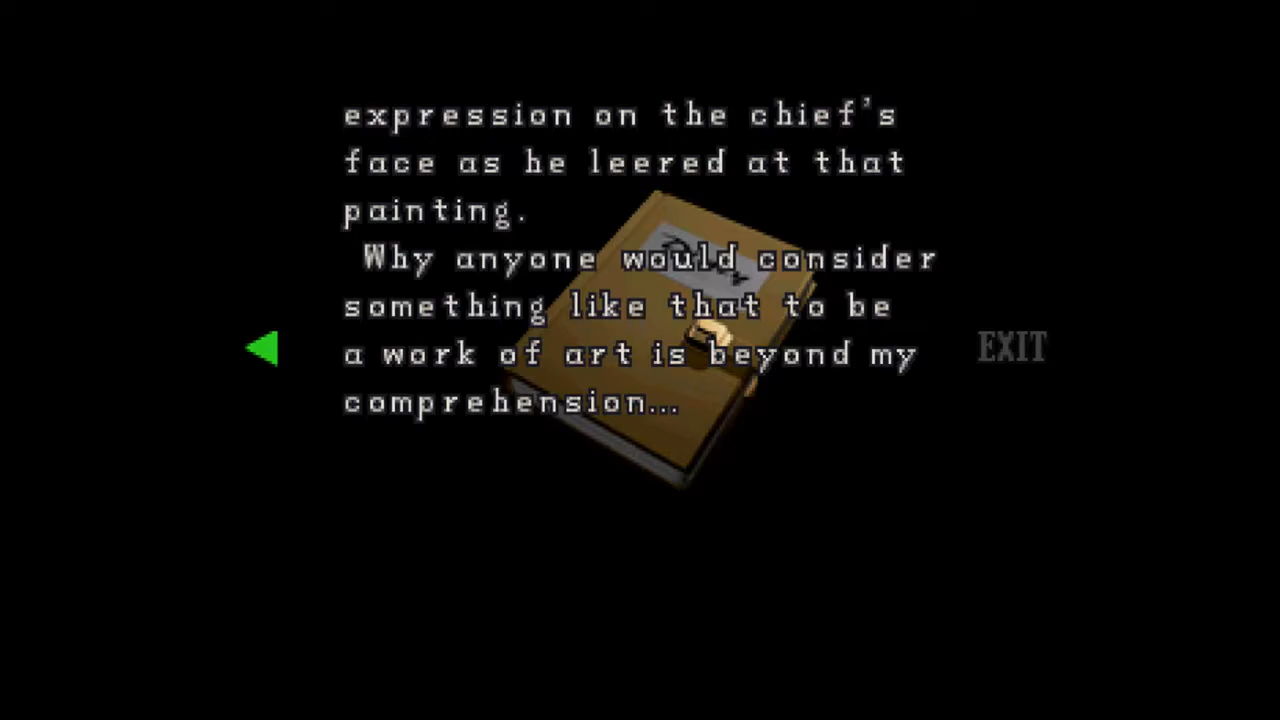 expression on the chief's
face as he leered at that
painting.
Why anyone would consider
something like that to be
a work of art is beyond my
comprehension...
EXIT